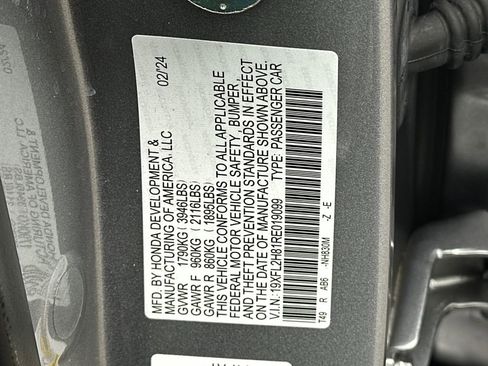 MFD. BY HONDA DEVELOPMENT &
MANUFACTURING OF AMERICA, LLC 02/24
GVWR 1790KG (3946LBS)
GAWR F 960KG (2116LBS)
GAWR R 860KG (1895LBS)
THIS VEHICLE CONFORMS TO ALL APPLICABLE
FEDERAL MOTOR VEHICLE SAFETY, BUMPER,
AND THEFT PREVENTION STANDARDS IN EFFECT
ON THE DATE OF MANUFACTURE SHOWN ABOVE.
V.I.N.: 19XFL2H81RE019099 TYPE: PASSENGER CAR
T49 R AB6 -NH830M -Z -E